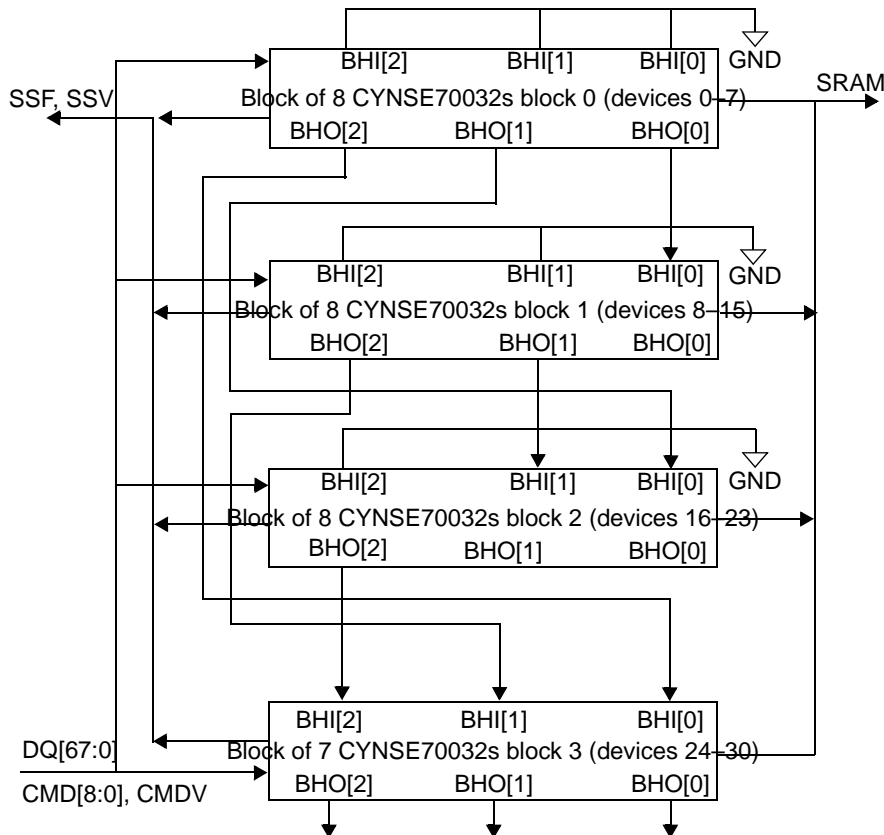 BHI[2] BHI[1] BHI[0] GND
SSF, SSV
Block of 8 CYNSE70032s block 0 (devices 0–7)
SRAM
BHO[2] BHO[1] BHO[0]
BHI[2] BHI[1] BHI[0] GND
Block of 8 CYNSE70032s block 1 (devices 8–15)
BHO[2] BHO[1] BHO[0]
BHI[2] BHI[1] BHI[0] GND
Block of 8 CYNSE70032s block 2 (devices 16–23)
BHO[2] BHO[1] BHO[0]
BHI[2] BHI[1] BHI[0]
DQ[67:0]
Block of 7 CYNSE70032s block 3 (devices 24–30)
CMD[8:0], CMDV
BHO[2] BHO[1] BHO[0]